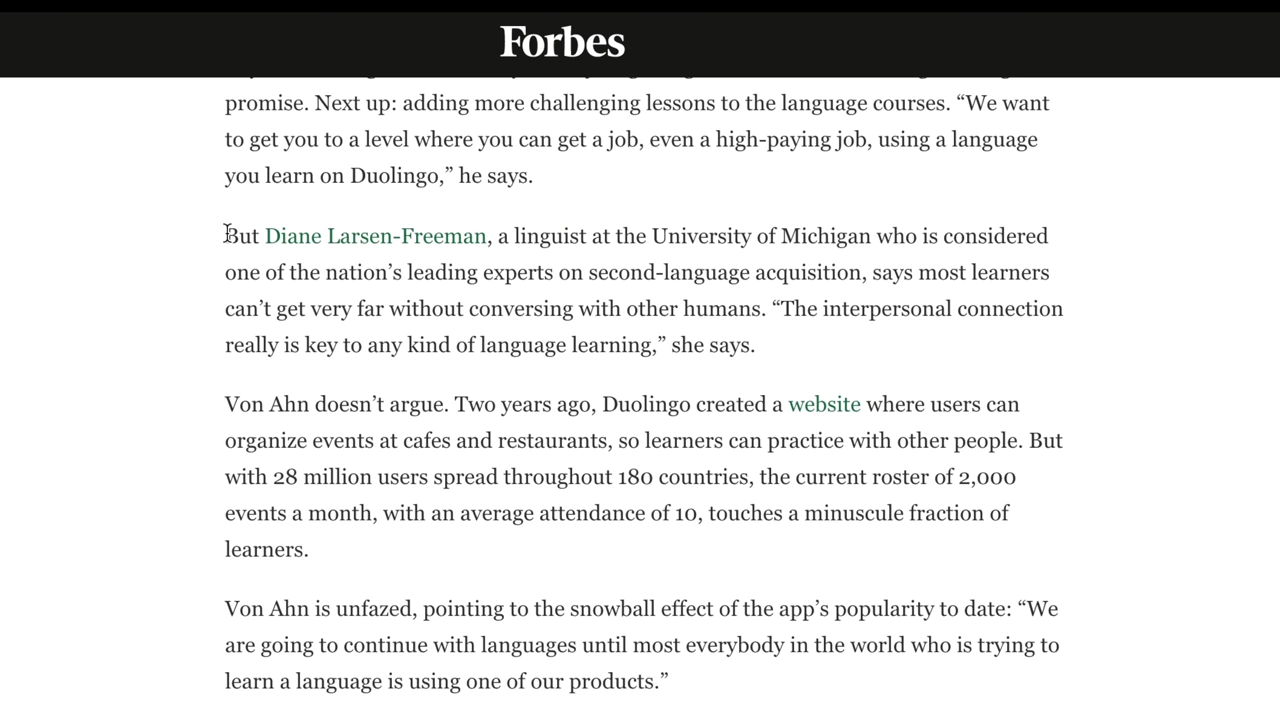 Forbes
promise. Next up: adding more challenging lessons to the language courses. “We want
to get you to a level where you can get a job, even a high-paying job, using a language
you learn on Duolingo,” he says.
But Diane Larsen-Freeman, a linguist at the University of Michigan who is considered
one of the nation’s leading experts on second-language acquisition, says most learners
can’t get very far without conversing with other humans. “The interpersonal connection
really is key to any kind of language learning,” she says.
Von Ahn doesn’t argue. Two years ago, Duolingo created a website where users can
organize events at cafes and restaurants, so learners can practice with other people. But
with 28 million users spread throughout 180 countries, the current roster of 2,000
events a month, with an average attendance of 10, touches a minuscule fraction of
learners.
Von Ahn is unfazed, pointing to the snowball effect of the app’s popularity to date: “We
are going to continue with languages until most everybody in the world who is trying to
learn a language is using one of our products.”